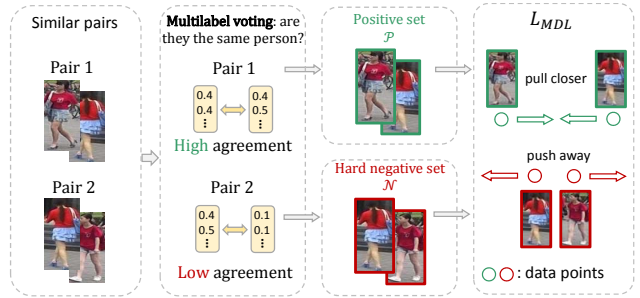 Similar pairs
Pair 1
Pair 2
Multilabel voting: are
they the same person?
Pair 1
0.4
0.4
⋮
0.4
0.5
⋮
High agreement
Pair 2
0.4
0.5
⋮
0.1
0.1
⋮
Low agreement
Positive set
𝒫
Hard negative set
𝒩
L_{MDL}
pull closer
push away
: data points